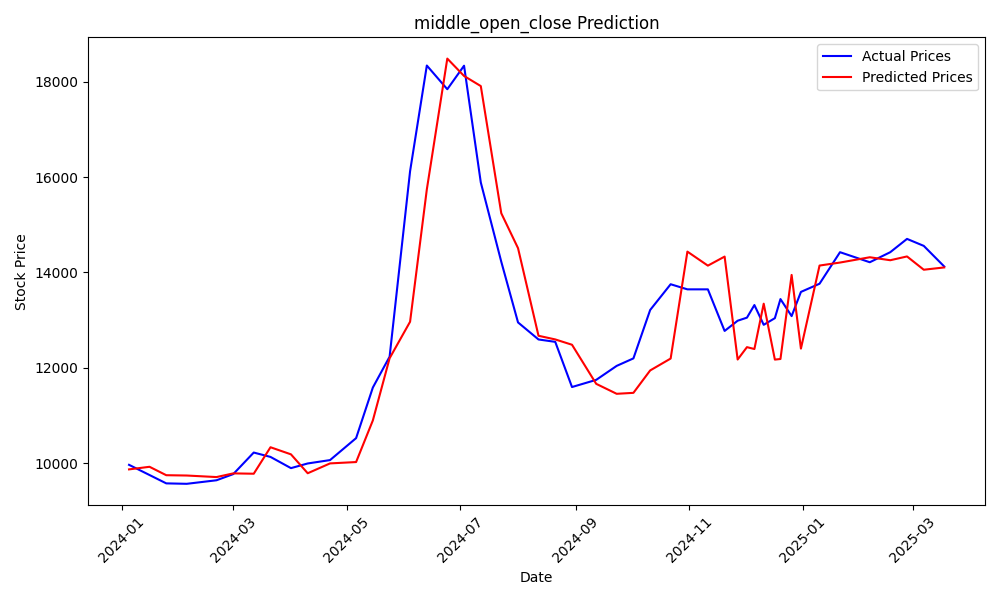 middle_open_close Prediction
Actual Prices
Predicted Prices
Stock Price
18000
16000
14000
12000
10000
2024-01
2024-03
2024-05
2024-07
2024-09
2024-11
2025-01
2025-03
Date